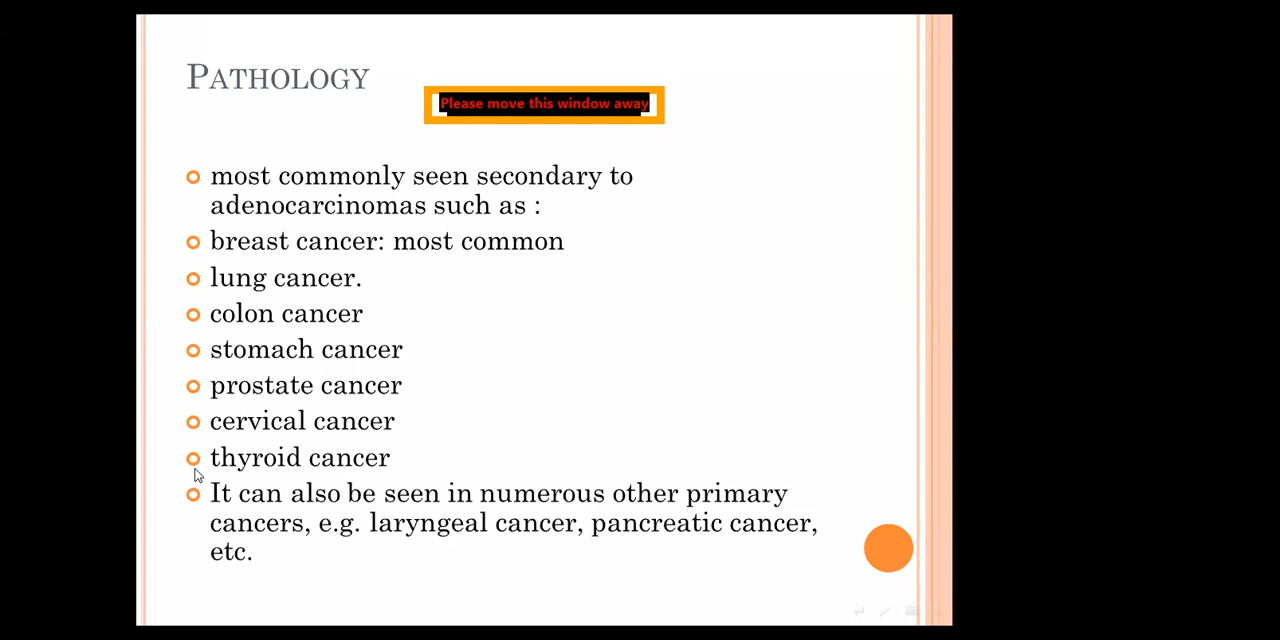 PATHOLOGY
Please move this window away
most commonly seen secondary to
adenocarcinomas such as :
breast cancer: most common
lung cancer.
colon cancer
stomach cancer
prostate cancer
cervical cancer
thyroid cancer
It can also be seen in numerous other primary
cancers, e.g. laryngeal cancer, pancreatic cancer,
etc.